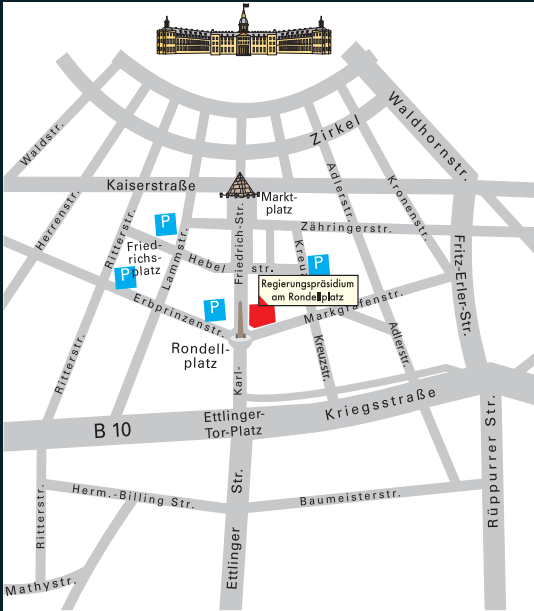 Zirkel
Waldhornstr.
Waldstr.
Kaiserstraße
Markt-
platz
Adlerstr.
Kronenstr.
Herrenstr.
Ritterstr.
Lammstr.
Friedrich-Str.
Zähringerstr.
P
Fried-
richs-
platz
Hebel
str.
Kreuz
P
P
Fritz-Erler-Str.
Regierungspräsidium
am Rondellplatz
Erbprinzenstr.
P
Markgrafenstr.
Rondell-
platz
Karl-
Kreuzstr.
Adlerstr.
Ritterstr.
B 10
Ettlinger-
Tor-Platz
Kriegsstraße
Rüppurrer Str.
Herm.-Billing Str.
Ettlinger Str.
Baumeisterstr.
Ritterstr.
Mathystr.